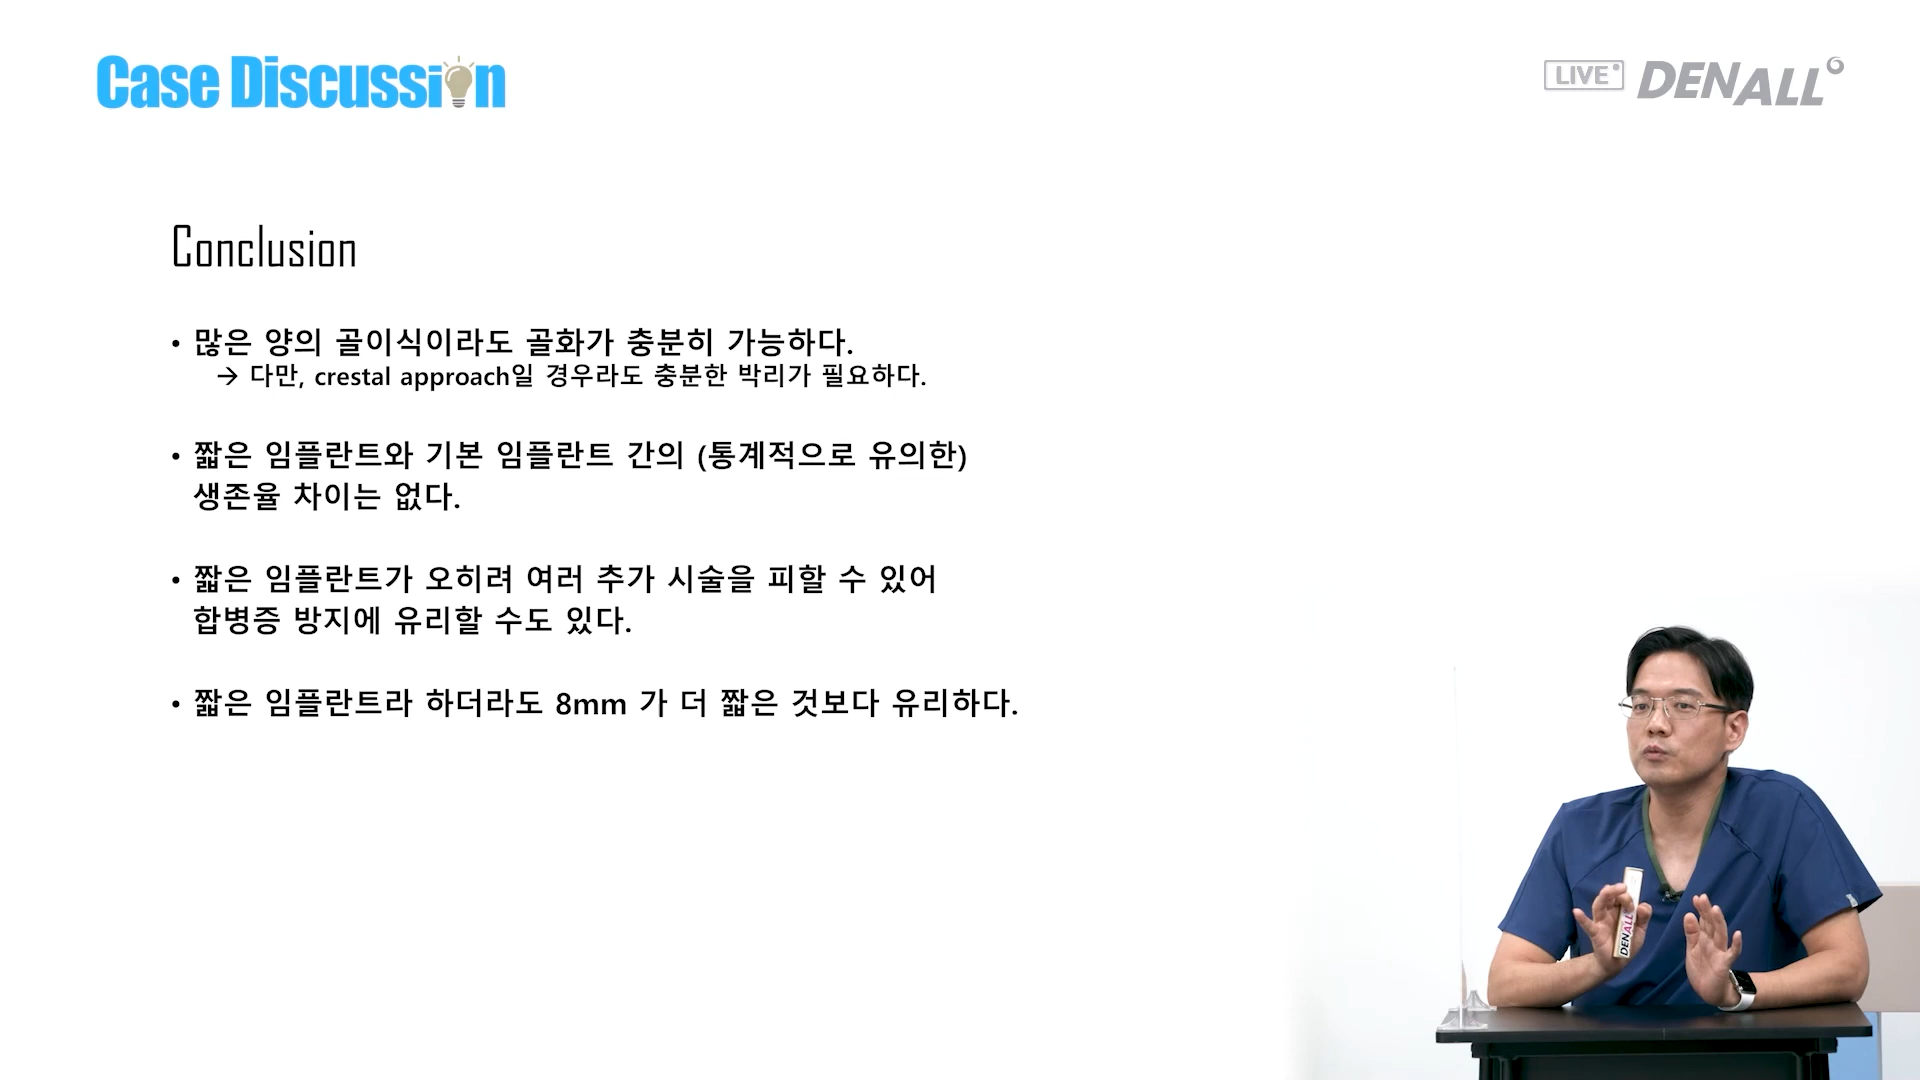 Case Discussion
LIVE DENALL
Conclusion
• 많은 양의 골이식이라도 골화가 충분히 가능하다.
→ 다만, crestal approach일 경우라도 충분한 박리가 필요하다.
• 짧은 임플란트와 기본 임플란트 간의 (통계적으로 유의한)
생존율 차이는 없다.
• 짧은 임플란트가 오히려 여러 추가 시술을 피할 수 있어
합병증 방지에 유리할 수도 있다.
• 짧은 임플란트라 하더라도 8mm 가 더 짧은 것보다 유리하다.
DENALL